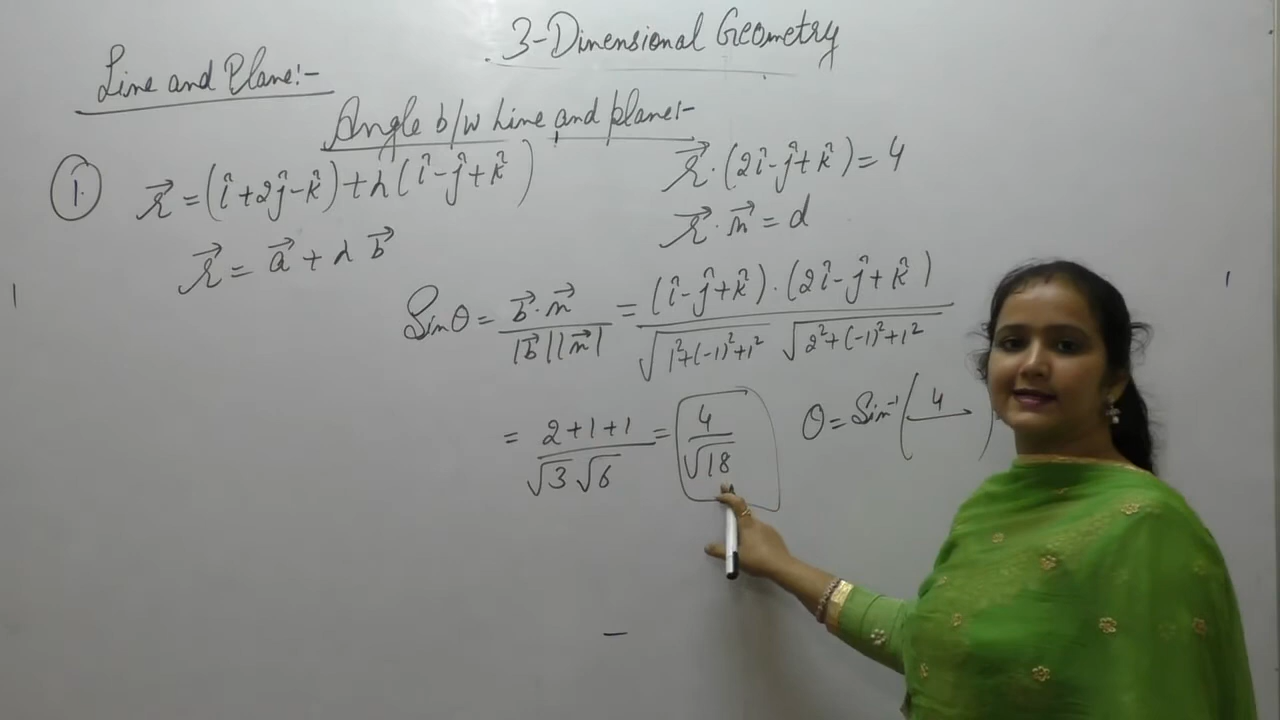 3-Dimensional Geometry
Line and Plane:-
Angle b/w Line and plane:-
1. r⃗ = (î+2ĵ-k̂)+λ(î-ĵ+k̂)
r⃗.(2î-ĵ+k̂)=4
r⃗ = a⃗ + λ b⃗
r⃗.n⃗ = d
Sinθ = b⃗.n⃗ / |b⃗||n⃗| = (î-ĵ+k̂).(2î-ĵ+k̂) / √(1²+(-1)²+1²) √(2²+(-1)²+1²)
= 2+1+1 / √3 √6 = 4 / √18
θ = Sin⁻¹(4/ )